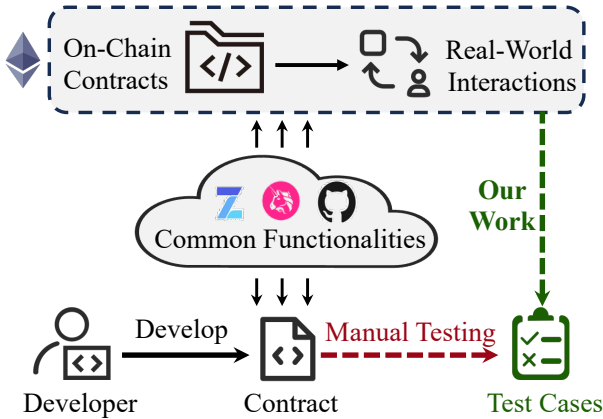 On-Chain
Contracts
Real-World
Interactions
Our
Work
Common Functionalities
Develop
Manual Testing
Developer
Contract
Test Cases